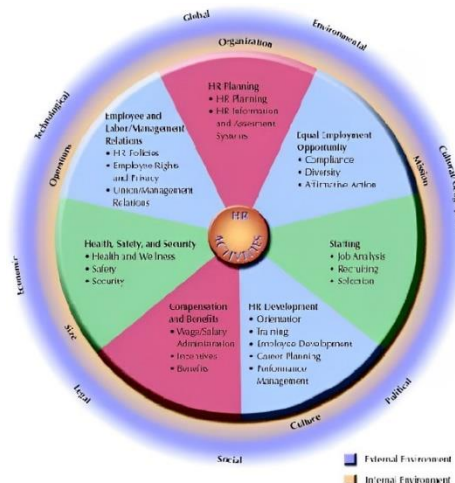 Global
Environmental
Technological
Economic
Legal
Social
Political
Organization
Operations
Mission
Size
Culture
HR Planning
• HR Planning
• HR Information
and Assessment
Systems
Employee and
Labor/Management
Relations
• HR Policies
• Employee Rights
and Privacy
• Union/Management
Relations
Equal Employment
Opportunity
• Compliance
• Diversity
• Affirmative Action
HR
ACTIVITIES
Health, Safety, and Security
• Health and Wellness
• Safety
• Security
Staffing
• Job Analysis
• Recruiting
• Selection
Compensation
and Benefits
• Wage/Salary
Administration
• Incentives
• Benefits
HR Development
• Orientation
• Training
• Employee Development
• Career Planning
• Performance
Management
External Environment
Internal Environment